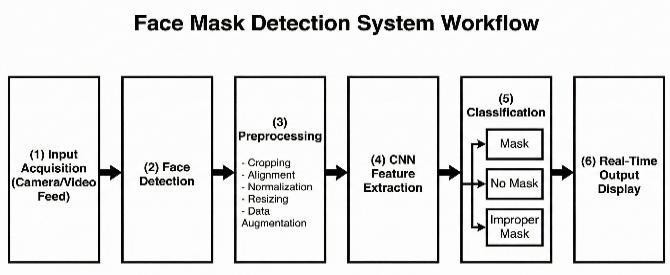 Face Mask Detection System Workflow
(1) Input
Acquisition
(Camera/Video
Feed)
(2) Face
Detection
(3)
Preprocessing
- Cropping
- Alignment
- Normalization
- Resizing
- Data
Augmentation
(4) CNN
Feature
Extraction
(5)
Classification
Mask
No Mask
Improper
Mask
(6) Real-Time
Output
Display